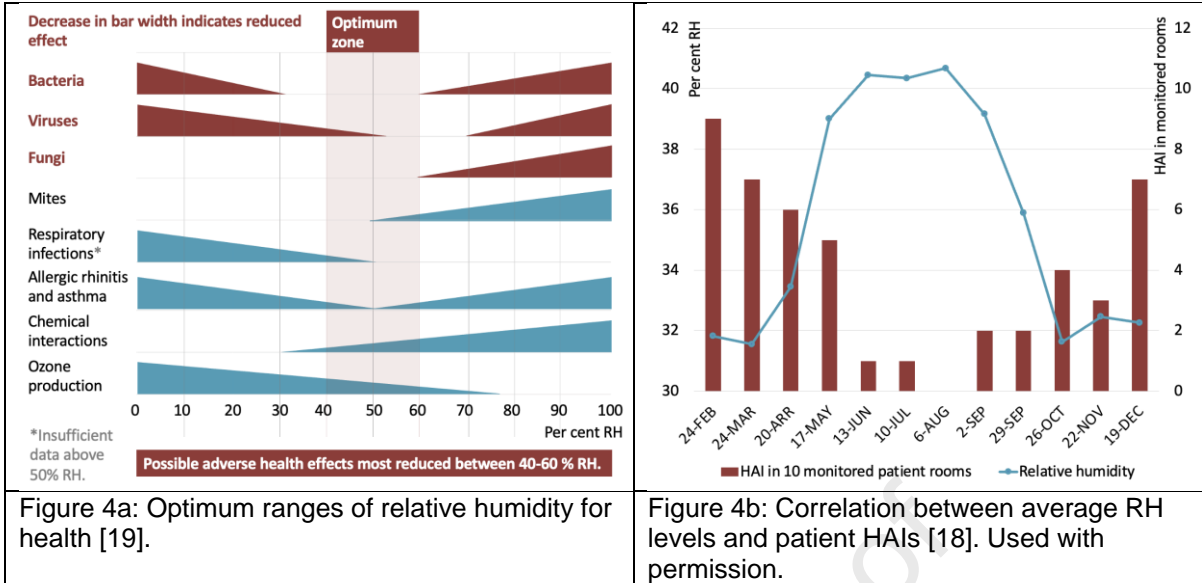 Decrease in bar width indicates reduced
effect
Optimum
zone
Bacteria
Viruses
Fungi
Mites
Respiratory
infections*
Allergic rhinitis
and asthma
Chemical
interactions
Ozone
production
0 10 20 30 40 50 60 70 80 90 100
Per cent RH
*Insufficient
data above
50% RH.
Possible adverse health effects most reduced between 40-60 % RH.
Figure 4a: Optimum ranges of relative humidity for
health [19].
42
40
38
36
34
32
30
Per cent RH
12
10
8
6
4
2
0
HAI in monitored rooms
24-FEB
24-MAR
20-ARR
17-MAY
13-JUN
10-JUL
6-AUG
2-SEP
29-SEP
26-OCT
22-NOV
19-DEC
HAI in 10 monitored patient rooms
Relative humidity
Figure 4b: Correlation between average RH
levels and patient HAIs [18]. Used with
permission.